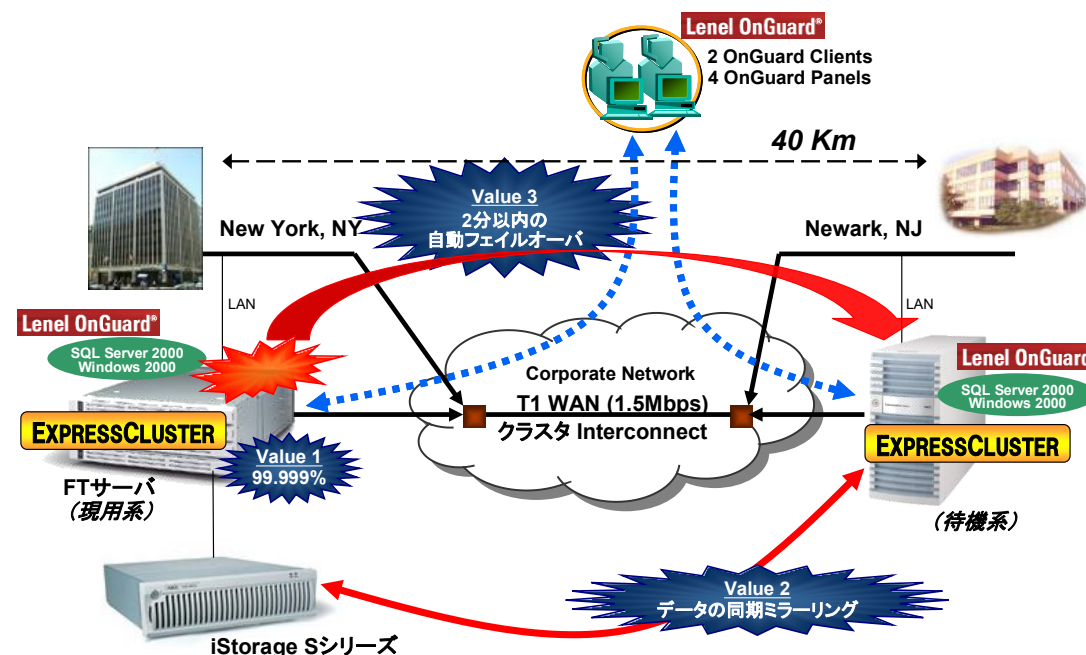 Lenel OnGuard®
2 OnGuard Clients
4 OnGuard Panels
40 Km
Value 3
2分以内の
自動フェイルオーバ
New York, NY
Newark, NJ
LAN
LAN
Lenel OnGuard®
SQL Server 2000
Windows 2000
EXPRESSCLUSTER
Value 1
99.999%
FTサーバ
(現用系)
Corporate Network
T1 WAN (1.5Mbps)
クラスタ Interconnect
Lenel OnGuard
SQL Server 2000
Windows 2000
EXPRESSCLUSTER
(待機系)
Value 2
データの同期ミラーリング
iStorage Sシリーズ